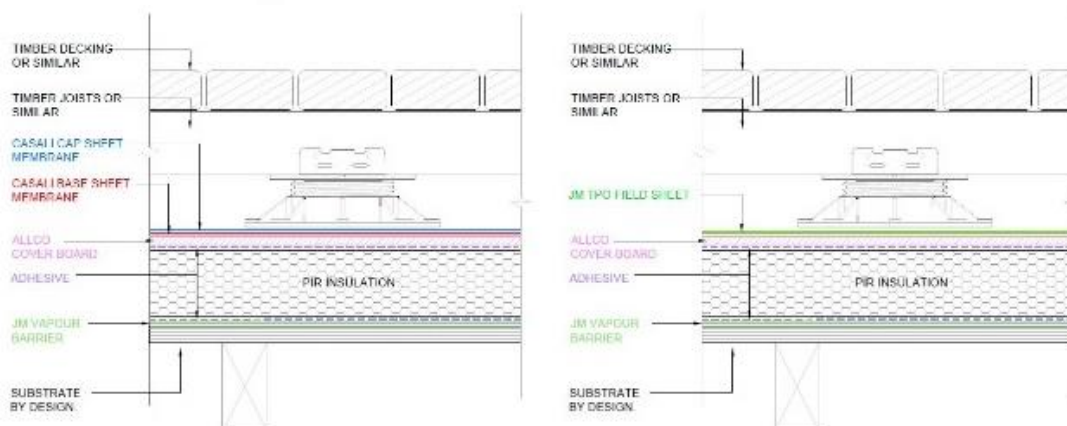 TIMBER DECKING
OR SIMILAR
TIMBER JOISTS OR
SIMILAR
CASALI CAP SHEET
MEMBRANE
CASALI BASE SHEET
MEMBRANE
ALLCO
COVER BOARD
ADHESIVE
PIR INSULATION
JM VAPOUR
BARRIER
SUBSTRATE
BY DESIGN
TIMBER DECKING
OR SIMILAR
TIMBER JOISTS OR
SIMILAR
JM TPO FIELD SHEET
ALLCO
COVER BOARD
ADHESIVE
PIR INSULATION
JM VAPOUR
BARRIER
SUBSTRATE
BY DESIGN